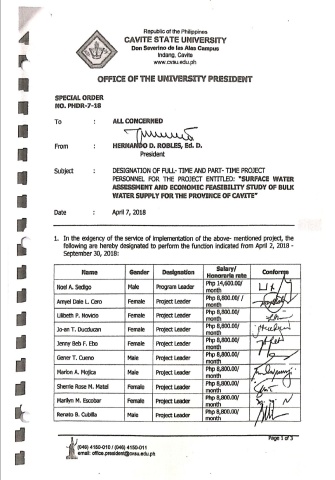 Republic of the Philippines
CAVITE STATE UNIVERSITY
Don Severino de las Alas Campus
Indang, Cavite
www.cvsu.edu.ph
OFFICE OF THE UNIVERSITY PRESIDENT
SPECIAL ORDER
NO. PHDR-7-18
To : ALL CONCERNED
From : HERNANDO D. ROBLES, Ed. D.
President
Subject : DESIGNATION OF FULL- TIME AND PART- TIME PROJECT
PERSONNEL FOR THE PROJECT ENTITLED: "SURFACE WATER
ASSESSMENT AND ECONOMIC FEASIBILITY STUDY OF BULK
WATER SUPPLY FOR THE PROVINCE OF CAVITE"
Date : April 7, 2018
1. In the exigency of the service of implementation of the above- mentioned project, the
following are hereby designated to perform the function indicated from April 2, 2018 -
September 30, 2018:
Name Gender Designation Salary/ Honoraria rate Conforme
Noel A. Sedigo Male Program Leader Php 14,600.00/ month
Amyel Dale L. Cero Female Project Leader Php 8,800.00/ / month
Lilibeth P. Novicio Female Project Leader Php 8,800.00/ month
Jo-en T. Ducducan Female Project Leader Php 8,800.00/ month
Jenny Beb F. Ebo Female Project Leader Php 8,800.00/ month
Gener T. Cueno Male Project Leader Php 8,800.00/ month
Marlon A. Mojica Male Project Leader Php 8,800.00/ month
Sherrie Rose M. Matel Female Project Leader Php 8,800.00/ month
Marilyn M. Escobar Female Project Leader Php 8,800.00/ month
Renato B. Cubilla Male Project Leader Php 8,800.00/ month
Page 1 of 3
(046) 4150-010 / (046) 4150-011
email: office.president@cvsu.edu.ph